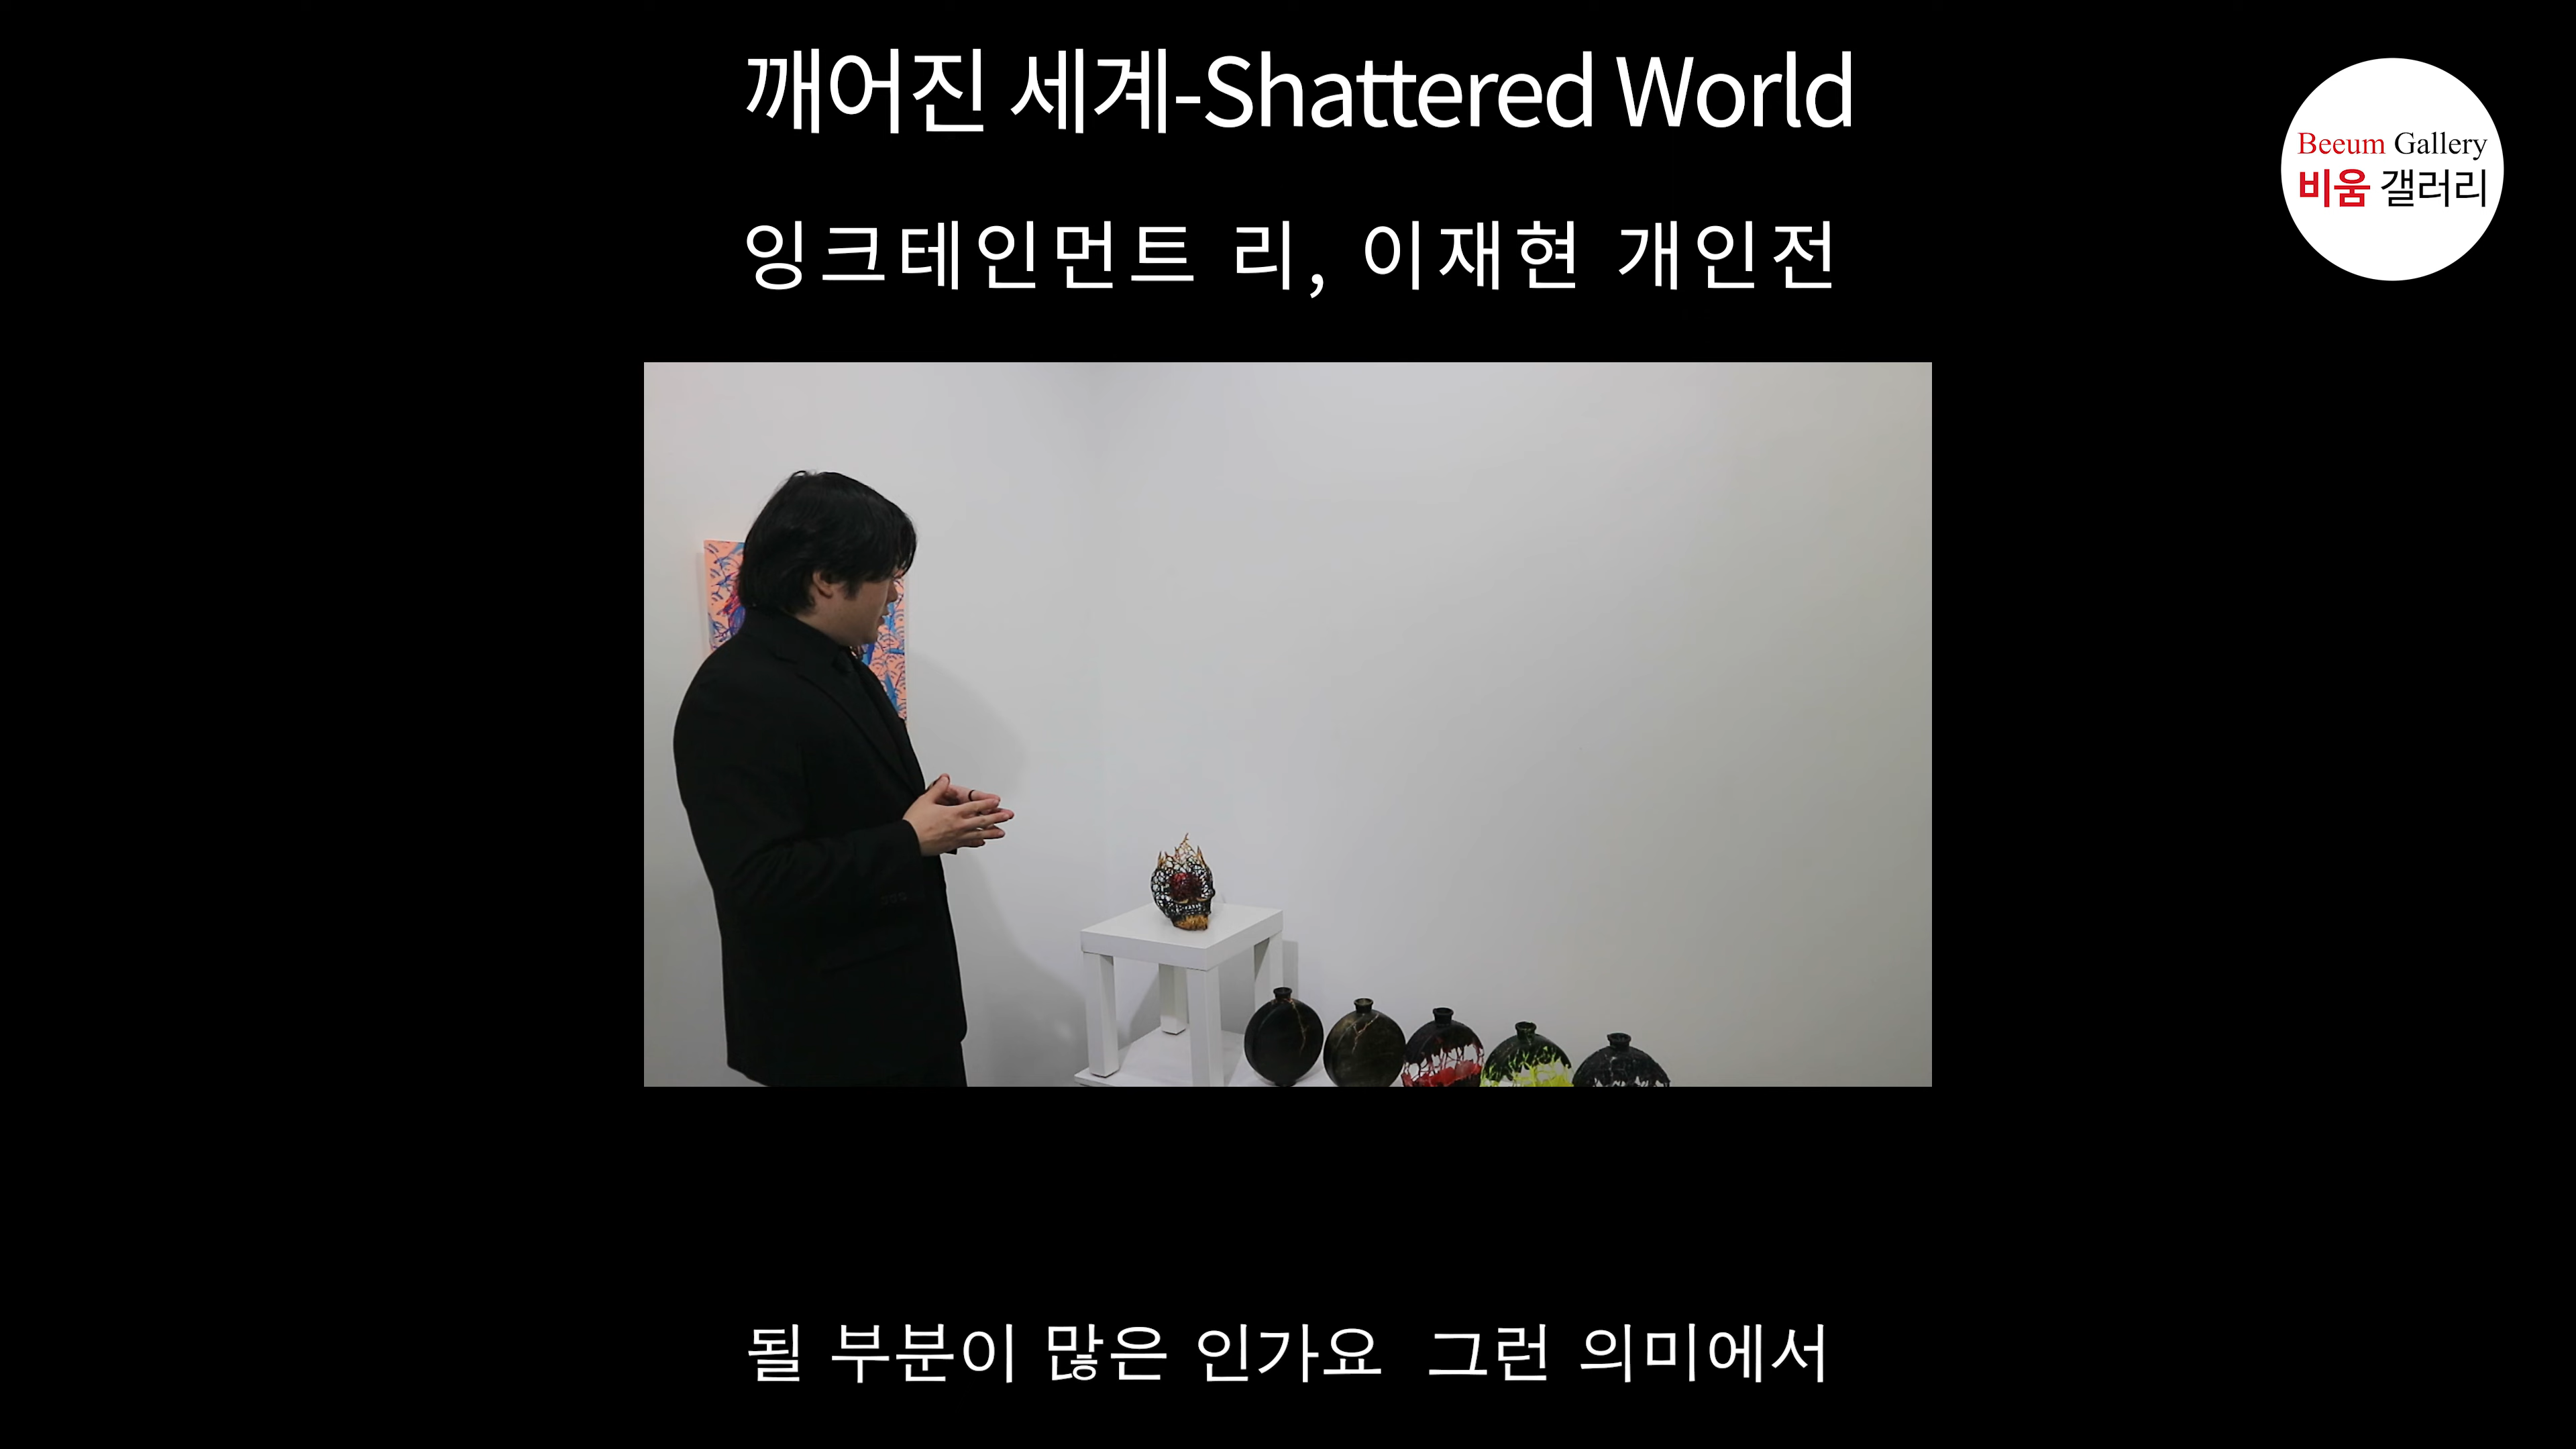 깨어진 세계-Shattered World
Beeum Gallery
비움 갤러리
잉크테인먼트 리, 이재현 개인전
될 부분이 많은 인가요 그런 의미에서